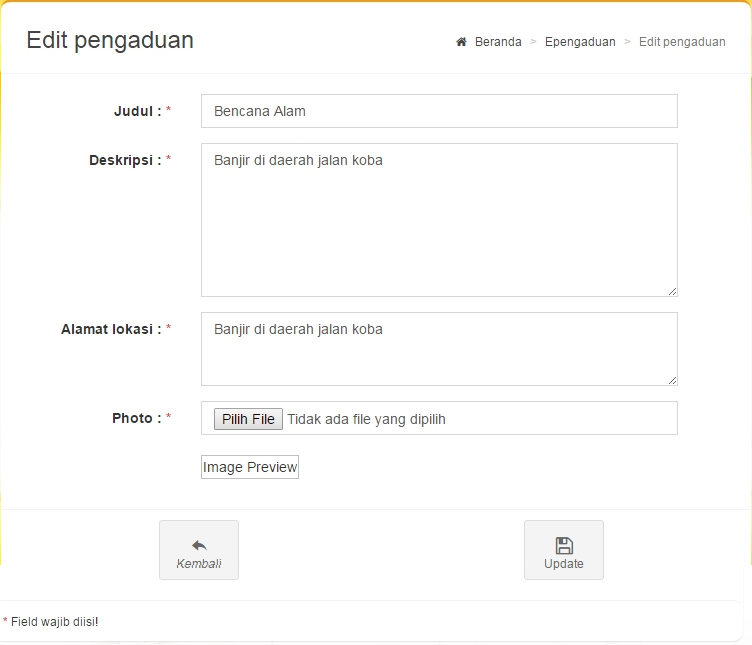 Edit pengaduan
Beranda > Epengaduan > Edit pengaduan
Judul : * Bencana Alam
Deskripsi : * Banjir di daerah jalan koba
Alamat lokasi : * Banjir di daerah jalan koba
Photo : * Pilih File Tidak ada file yang dipilih
Image Preview
Kembali Update
* Field wajib diisi!